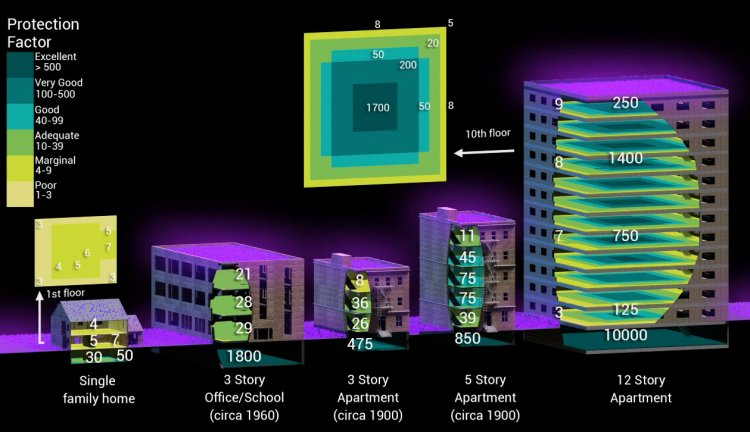 Protection
Factor
Excellent
> 500
Very Good
100-500
Good
40-99
Adequate
10-39
Marginal
4-9
Poor
1-3
8
5
20
50
200
1700
50
8
10th floor
3
5
7
6
4
5
3
3
1st floor
4
5
7
30
50
Single
family home
21
28
29
1800
3 Story
Office/School
(circa 1960)
8
36
26
475
3 Story
Apartment
(circa 1900)
11
45
75
75
39
850
5 Story
Apartment
(circa 1900)
9
250
8
1400
7
750
3
125
10000
12 Story
Apartment